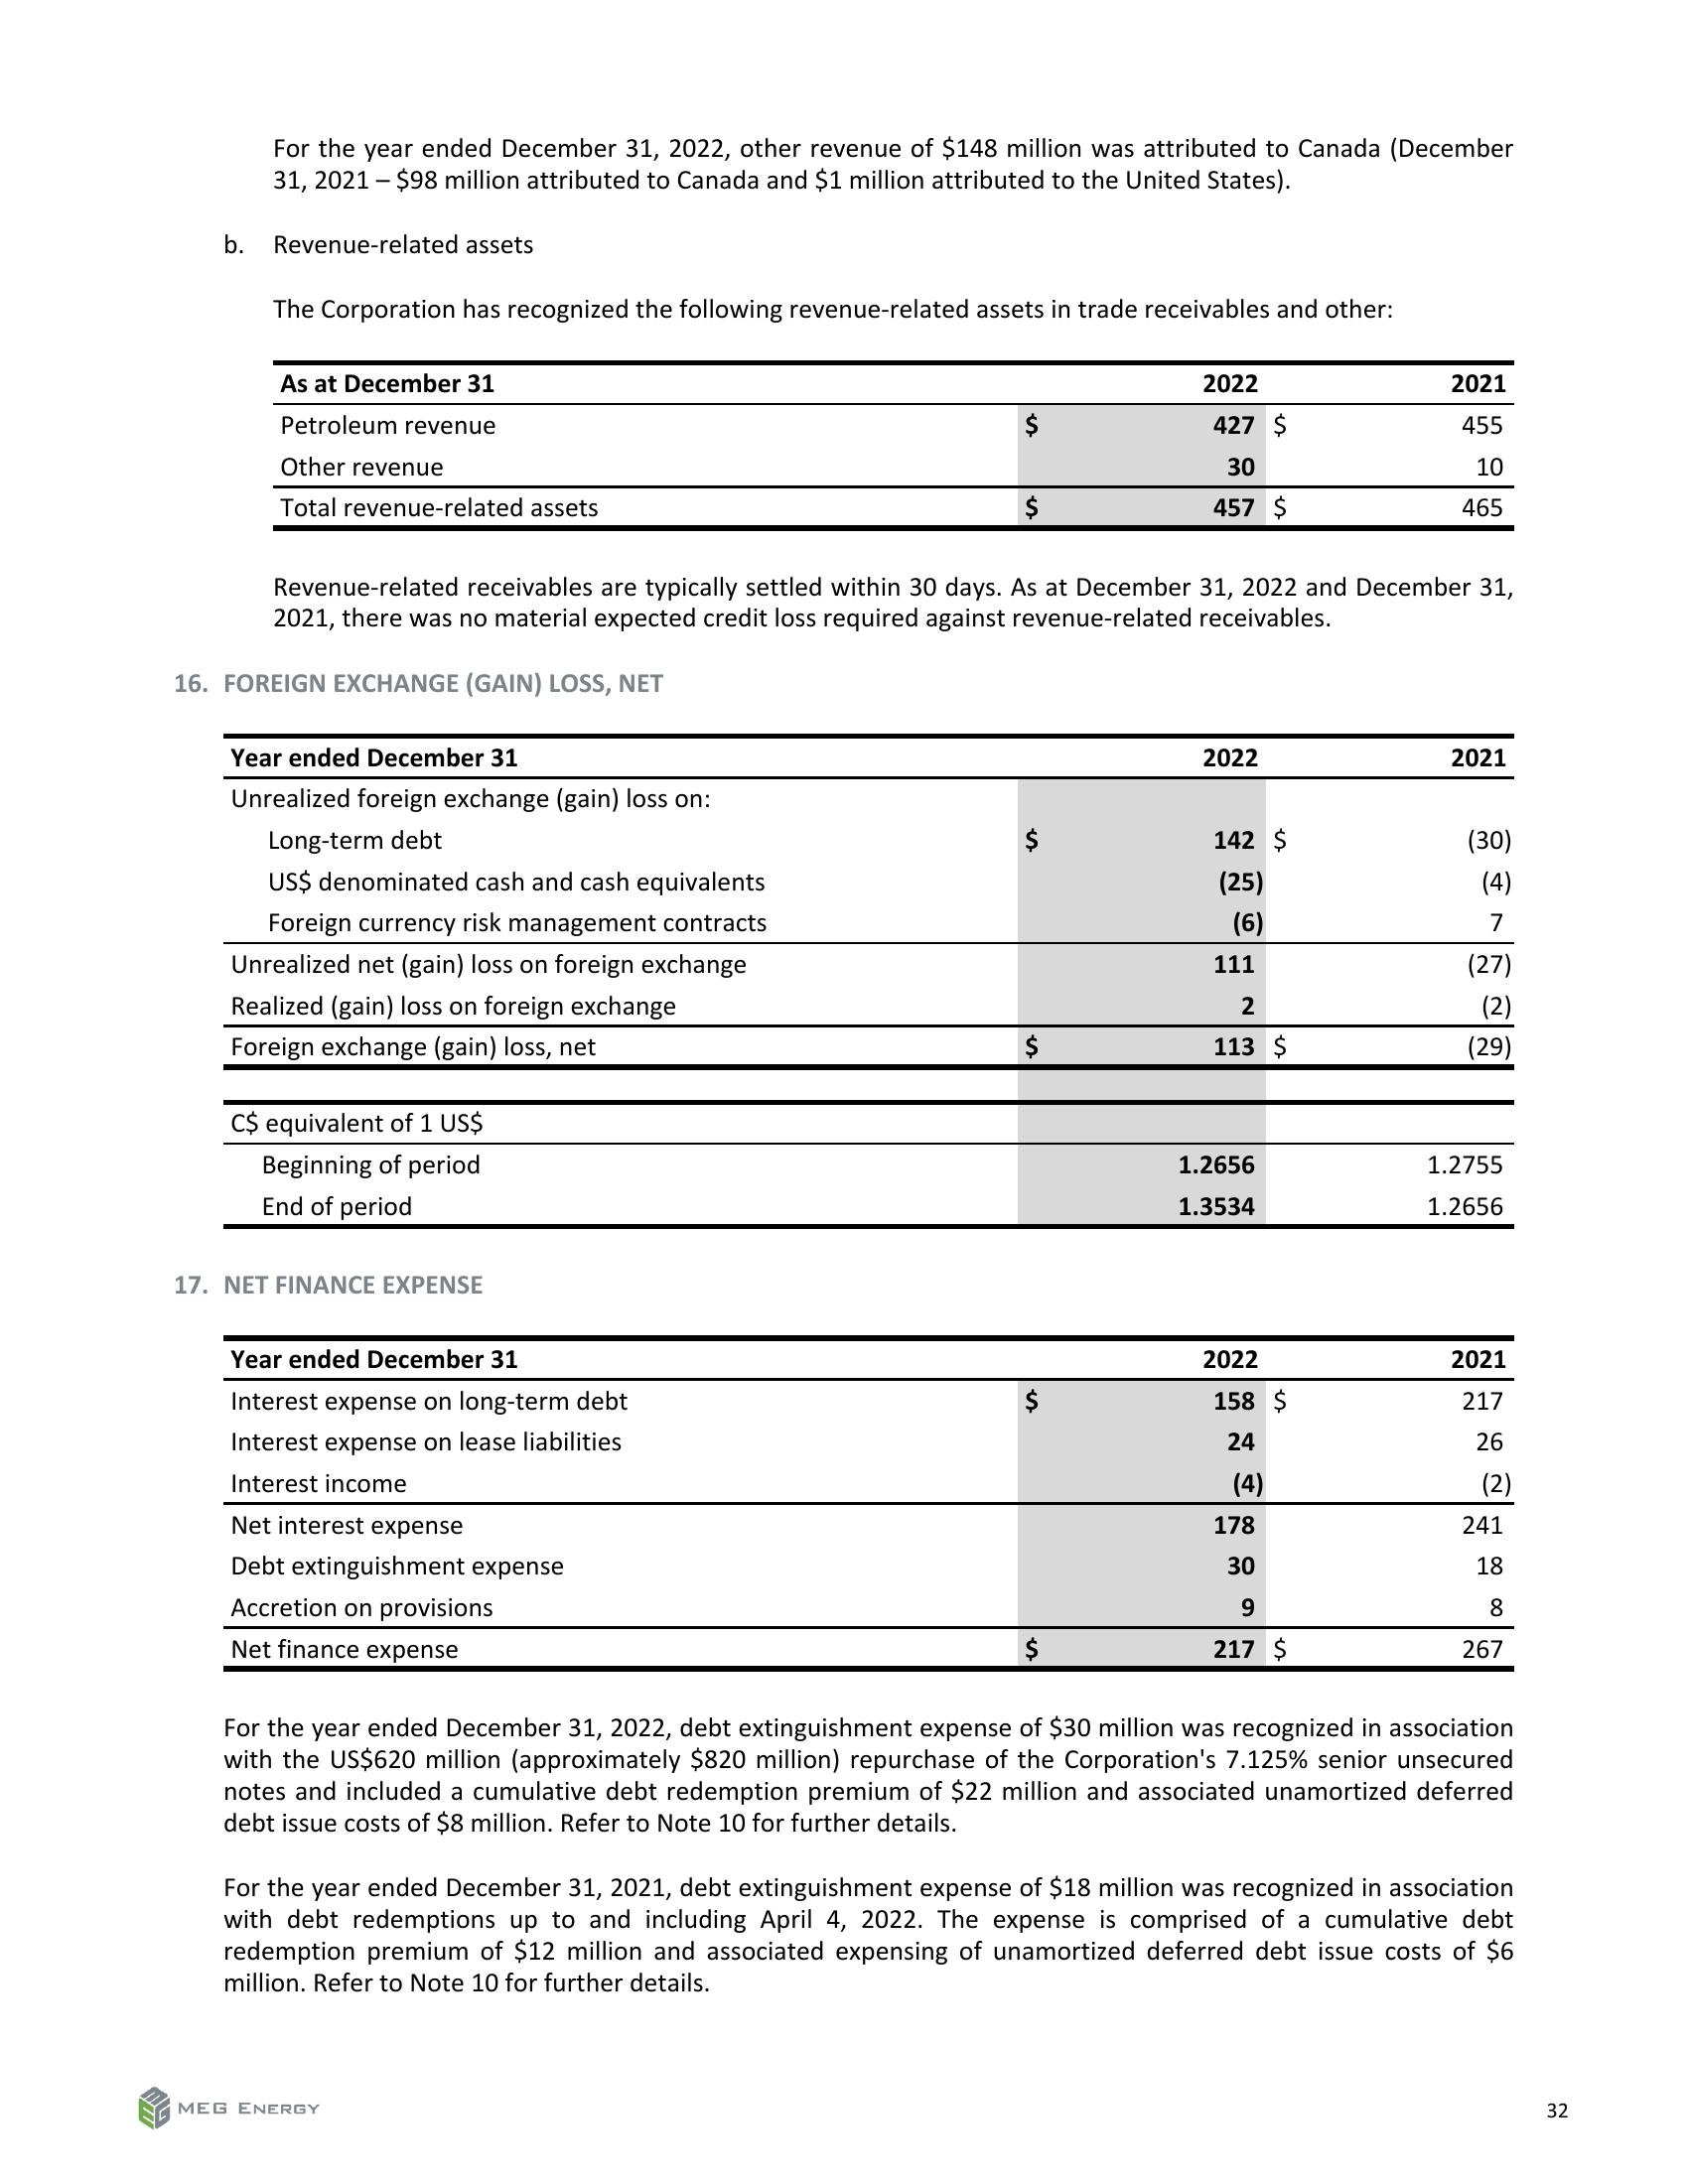 For the year ended December 31, 2022, other revenue of $148 million was attributed to Canada (December
31, 2021 – $98 million attributed to Canada and $1 million attributed to the United States).
b. Revenue-related assets
The Corporation has recognized the following revenue-related assets in trade receivables and other:
As at December 31 2022 2021
Petroleum revenue $ 427 $ 455
Other revenue 30 10
Total revenue-related assets $ 457 $ 465
Revenue-related receivables are typically settled within 30 days. As at December 31, 2022 and December 31,
2021, there was no material expected credit loss required against revenue-related receivables.
16. FOREIGN EXCHANGE (GAIN) LOSS, NET
Year ended December 31 2022 2021
Unrealized foreign exchange (gain) loss on:
Long-term debt $ 142 $ (30)
US$ denominated cash and cash equivalents (25) (4)
Foreign currency risk management contracts (6) 7
Unrealized net (gain) loss on foreign exchange 111 (27)
Realized (gain) loss on foreign exchange 2 (2)
Foreign exchange (gain) loss, net $ 113 $ (29)
C$ equivalent of 1 US$
Beginning of period 1.2656 1.2755
End of period 1.3534 1.2656
17. NET FINANCE EXPENSE
Year ended December 31 2022 2021
Interest expense on long-term debt $ 158 $ 217
Interest expense on lease liabilities 24 26
Interest income (4) (2)
Net interest expense 178 241
Debt extinguishment expense 30 18
Accretion on provisions 9 8
Net finance expense $ 217 $ 267
For the year ended December 31, 2022, debt extinguishment expense of $30 million was recognized in association
with the US$620 million (approximately $820 million) repurchase of the Corporation's 7.125% senior unsecured
notes and included a cumulative debt redemption premium of $22 million and associated unamortized deferred
debt issue costs of $8 million. Refer to Note 10 for further details.
For the year ended December 31, 2021, debt extinguishment expense of $18 million was recognized in association
with debt redemptions up to and including April 4, 2022. The expense is comprised of a cumulative debt
redemption premium of $12 million and associated expensing of unamortized deferred debt issue costs of $6
million. Refer to Note 10 for further details.
MEG ENERGY
32